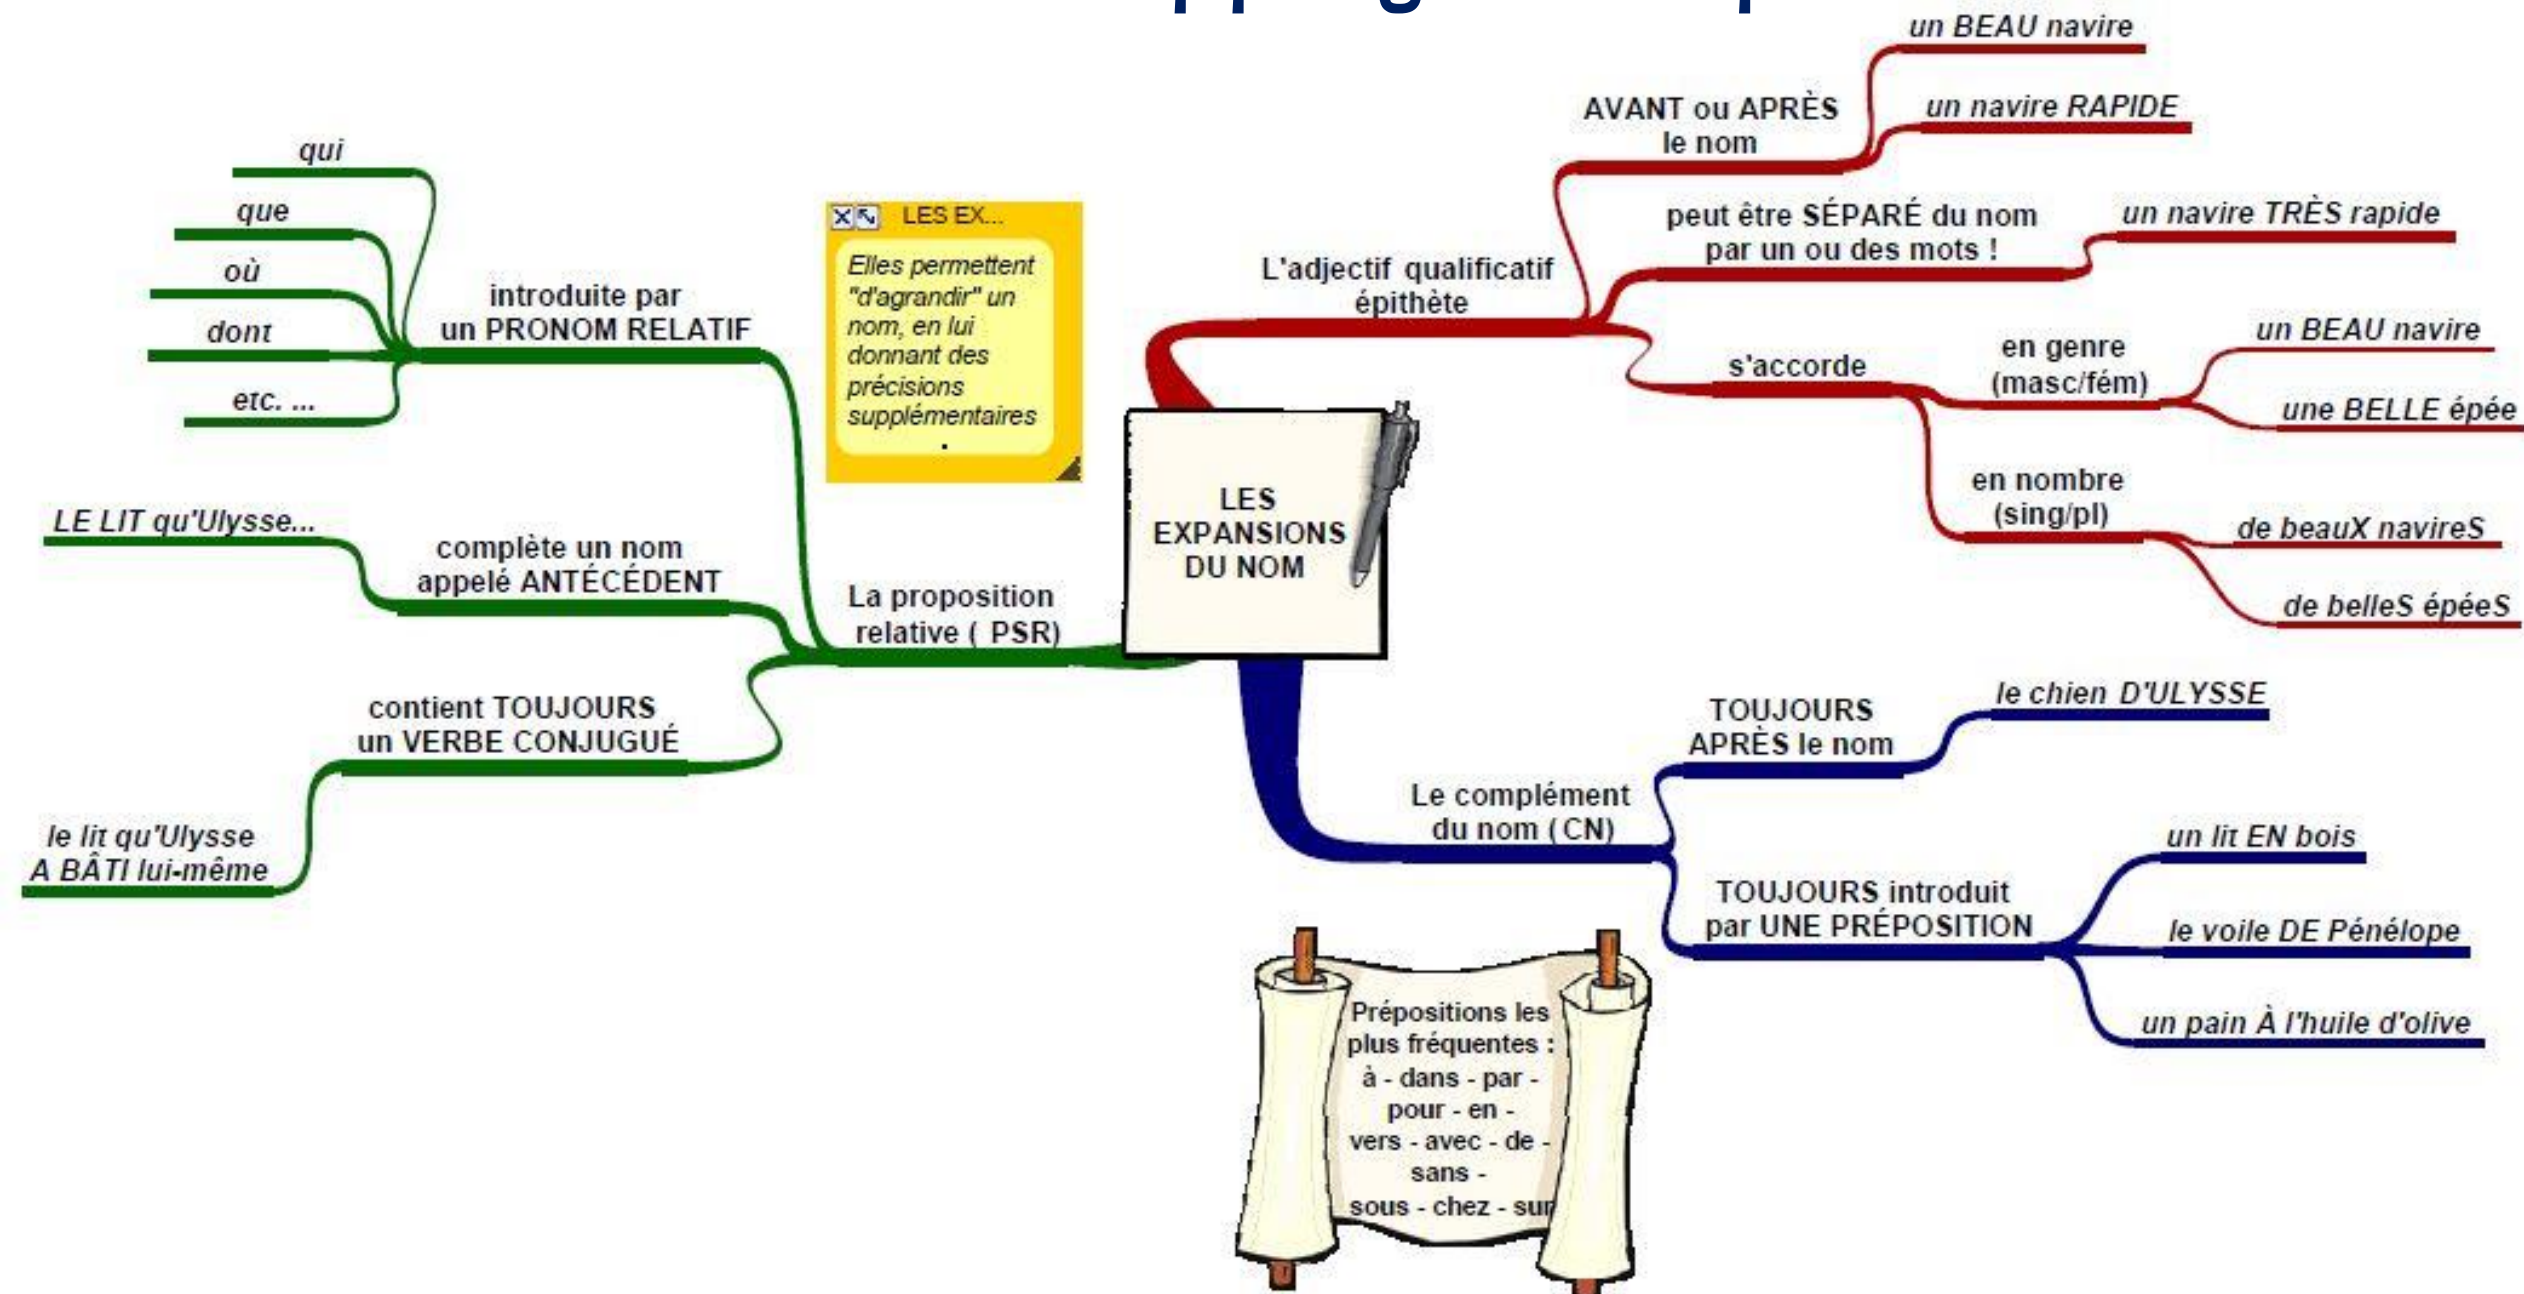 LES
EXPANSIONS
DU NOM
LES EX...
Elles permettent
"d'agrandir" un
nom, en lui
donnant des
précisions
supplémentaires
.
L'adjectif qualificatif
épithète
AVANT ou APRÈS
le nom
un BEAU navire
un navire RAPIDE
peut être SÉPARÉ du nom
par un ou des mots !
un navire TRÈS rapide
s'accorde
en genre
(masc/fém)
un BEAU navire
une BELLE épée
en nombre
(sing/pl)
de beauX navireS
de belleS épéeS
Le complément
du nom (CN)
TOUJOURS
APRÈS le nom
le chien D'ULYSSE
TOUJOURS introduit
par UNE PRÉPOSITION
un lit EN bois
le voile DE Pénélope
un pain À l'huile d'olive
Prépositions les
plus fréquentes :
à - dans - par -
pour - en -
vers - avec - de -
sans -
sous - chez - sur
La proposition
relative ( PSR)
introduite par
un PRONOM RELATIF
qui
que
où
dont
etc. ...
complète un nom
appelé ANTÉCÉDENT
LE LIT qu'Ulysse...
contient TOUJOURS
un VERBE CONJUGUÉ
le lit qu'Ulysse
A BÂTI lui-même